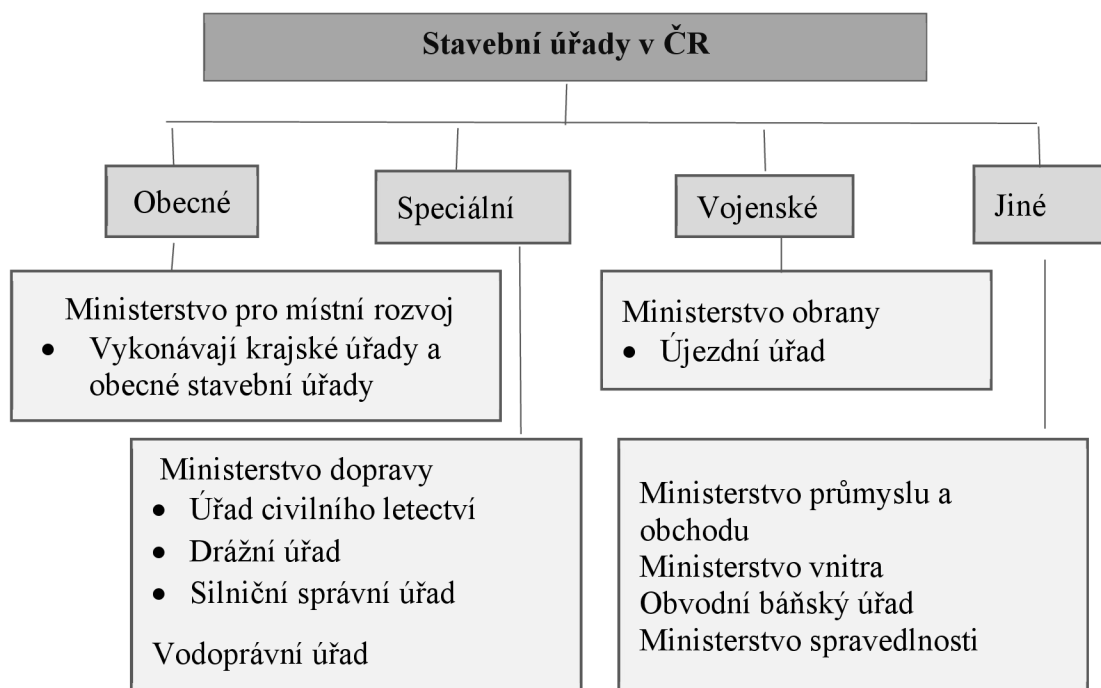 Stavební úřady v ČR
Obecné
Speciální
Vojenské
Jiné
Ministerstvo pro místní rozvoj
• Vykonávají krajské úřady a
obecné stavební úřady
Ministerstvo obrany
• Újezdní úřad
Ministerstvo dopravy
• Úřad civilního letectví
• Drážní úřad
• Silniční správní úřad
Vodoprávní úřad
Ministerstvo průmyslu a
obchodu
Ministerstvo vnitra
Obvodní báňský úřad
Ministerstvo spravedlnosti